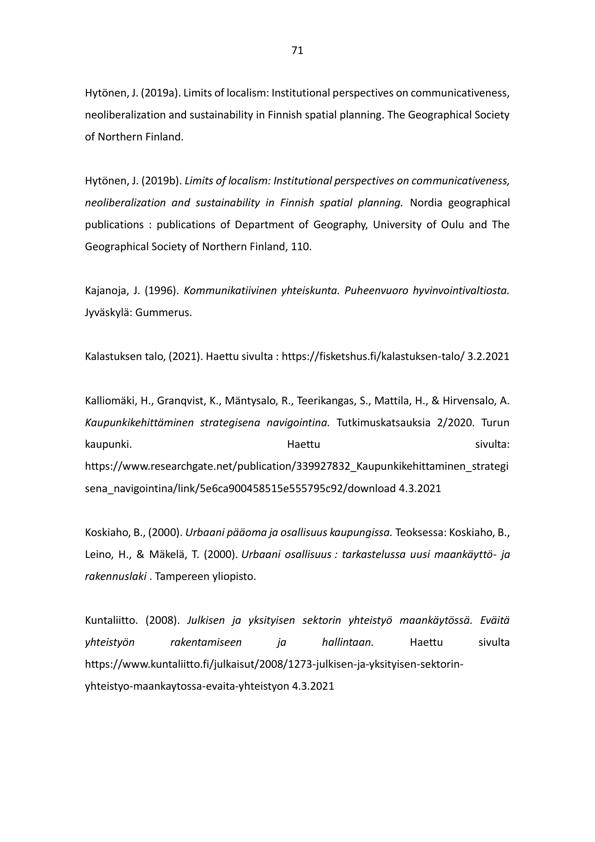 71
Hytönen, J. (2019a). Limits of localism: Institutional perspectives on communicativeness,
neoliberalization and sustainability in Finnish spatial planning. The Geographical Society
of Northern Finland.
Hytönen, J. (2019b). Limits of localism: Institutional perspectives on communicativeness,
neoliberalization and sustainability in Finnish spatial planning. Nordia geographical
publications : publications of Department of Geography, University of Oulu and The
Geographical Society of Northern Finland, 110.
Kajanoja, J. (1996). Kommunikatiivinen yhteiskunta. Puheenvuoro hyvinvointivaltiosta.
Jyväskylä: Gummerus.
Kalastuksen talo, (2021). Haettu sivulta : https://fisketshus.fi/kalastuksen-talo/ 3.2.2021
Kalliomäki, H., Granqvist, K., Mäntysalo, R., Teerikangas, S., Mattila, H., & Hirvensalo, A.
Kaupunkikehittäminen strategisena navigointina. Tutkimuskatsauksia 2/2020. Turun
kaupunki. Haettu sivulta:
https://www.researchgate.net/publication/339927832_Kaupunkikehittaminen_strategi
sena_navigointina/link/5e6ca900458515e555795c92/download 4.3.2021
Koskiaho, B., (2000). Urbaani pääoma ja osallisuus kaupungissa. Teoksessa: Koskiaho, B.,
Leino, H., & Mäkelä, T. (2000). Urbaani osallisuus : tarkastelussa uusi maankäyttö- ja
rakennuslaki . Tampereen yliopisto.
Kuntaliitto. (2008). Julkisen ja yksityisen sektorin yhteistyö maankäytössä. Eväitä
yhteistyön rakentamiseen ja hallintaan. Haettu sivulta
https://www.kuntaliitto.fi/julkaisut/2008/1273-julkisen-ja-yksityisen-sektorin-
yhteistyo-maankaytossa-evaita-yhteistyon 4.3.2021